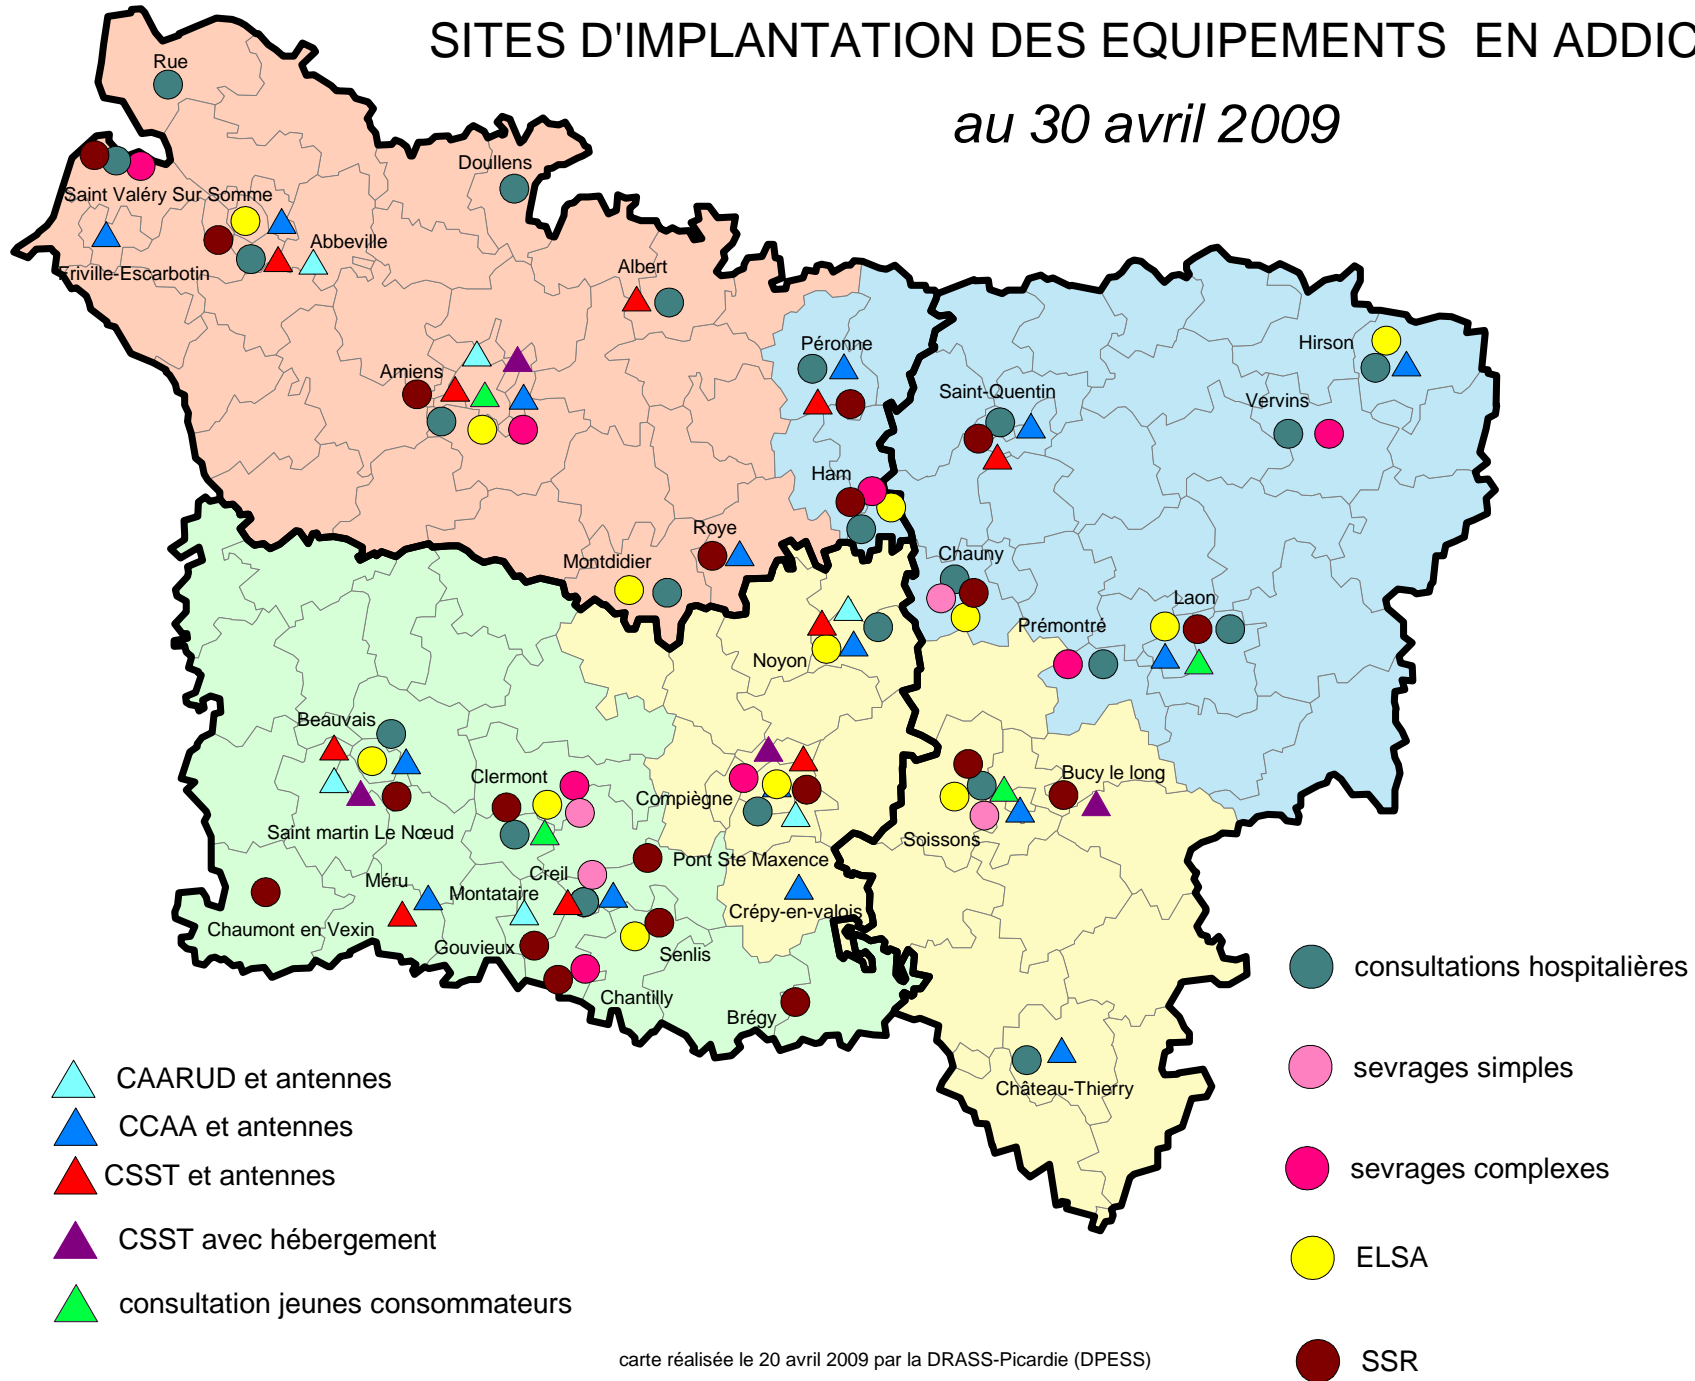 SITES D'IMPLANTATION DES EQUIPEMENTS EN ADDIC
au 30 avril 2009
Rue
Doullens
Saint Valéry Sur Somme
Abbeville
Friville-Escarbotin
Albert
Péronne
Hirson
Amiens
Saint-Quentin
Vervins
Ham
Roye
Montdidier
Chauny
Laon
Prémontré
Noyon
Beauvais
Clermont
Compiègne
Bucy le long
Saint martin Le Nœud
Soissons
Pont Ste Maxence
Creil
Méru
Montataire
Crépy-en-valois
Chaumont en Vexin
Gouvieux
Senlis
Chantilly
Brégy
Château-Thierry
CAARUD et antennes
CCAA et antennes
CSST et antennes
CSST avec hébergement
consultation jeunes consommateurs
consultations hospitalières
sevrages simples
sevrages complexes
ELSA
SSR
carte réalisée le 20 avril 2009 par la DRASS-Picardie (DPESS)